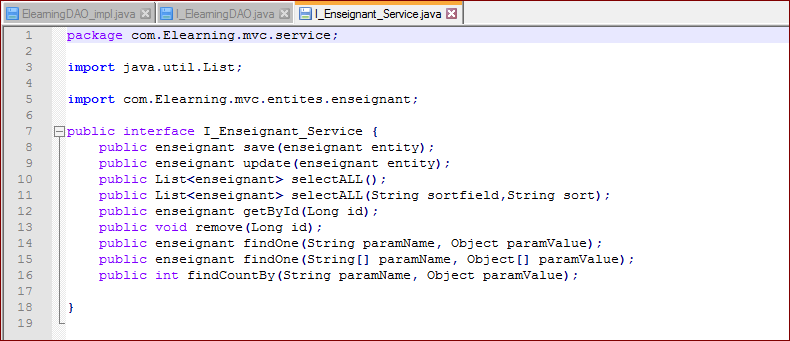 ElearningDAO_impl.java I_ElearningDAO.java I_Enseignant_Service.java
1 package com.Elearning.mvc.service;
2
3 import java.util.List;
4
5 import com.Elearning.mvc.entites.enseignant;
6
7 public interface I_Enseignant_Service {
8 public enseignant save(enseignant entity);
9 public enseignant update(enseignant entity);
10 public List<enseignant> selectALL();
11 public List<enseignant> selectALL(String sortfield,String sort);
12 public enseignant getById(Long id);
13 public void remove(Long id);
14 public enseignant findOne(String paramName, Object paramValue);
15 public enseignant findOne(String[] paramName, Object[] paramValue);
16 public int findCountBy(String paramName, Object paramValue);
17
18 }
19